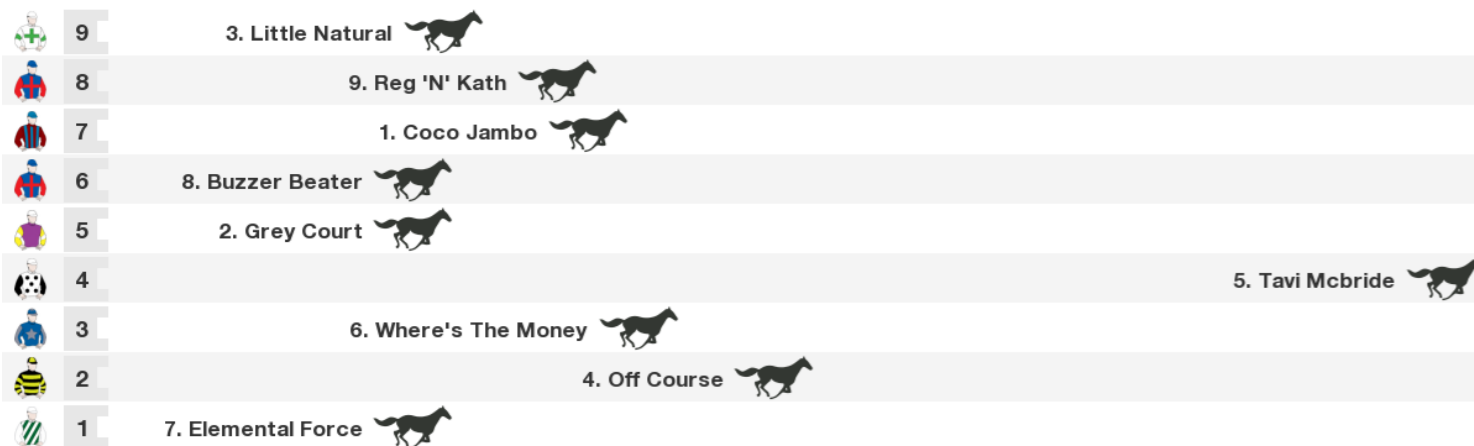 9 3. Little Natural
8 9. Reg 'N' Kath
7 1. Coco Jambo
6 8. Buzzer Beater
5 2. Grey Court
4 5. Tavi Mcbride
3 6. Where's The Money
2 4. Off Course
1 7. Elemental Force